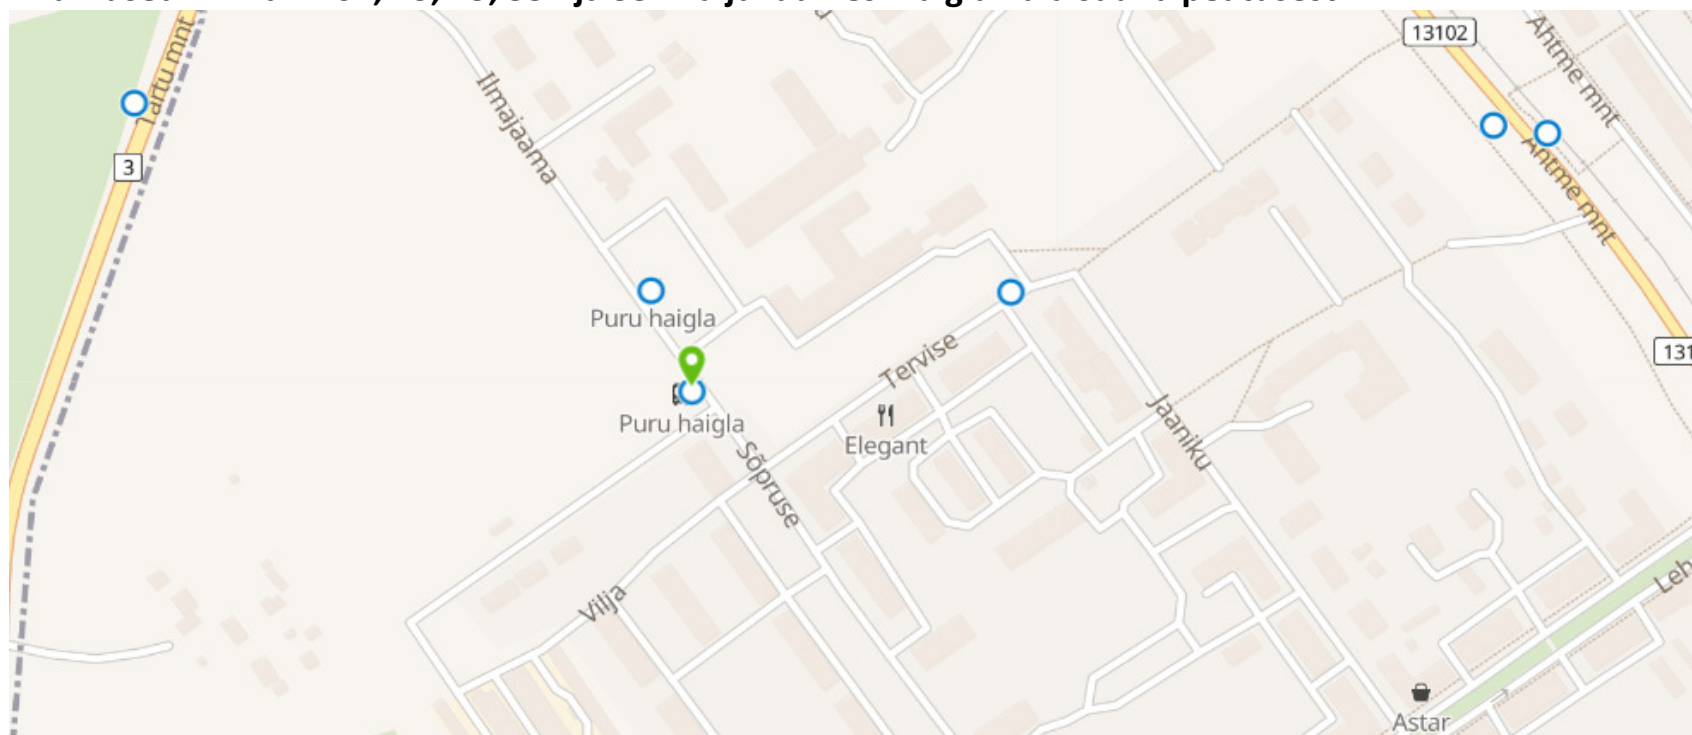 13102
Ahtme mnt
Tartu mnt
Ilmajaama
3
Ahtme mnt
Puru haigla
131
Tervise
Puru haigla
Elegant
Jaaniku
Sõpruse
Vilja
Leh
Astar